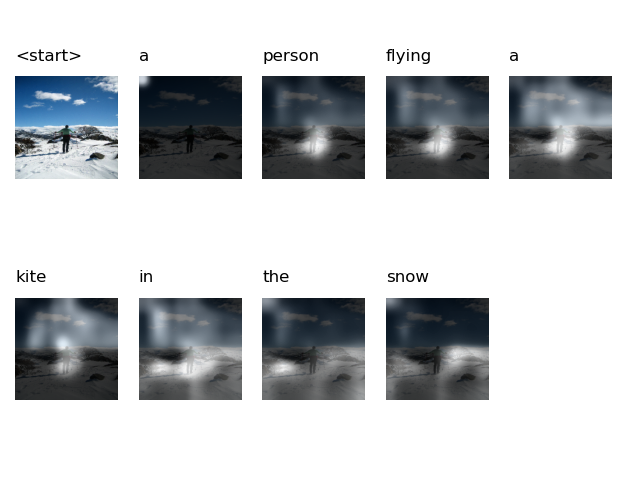 <start> a person flying a
kite in the snow